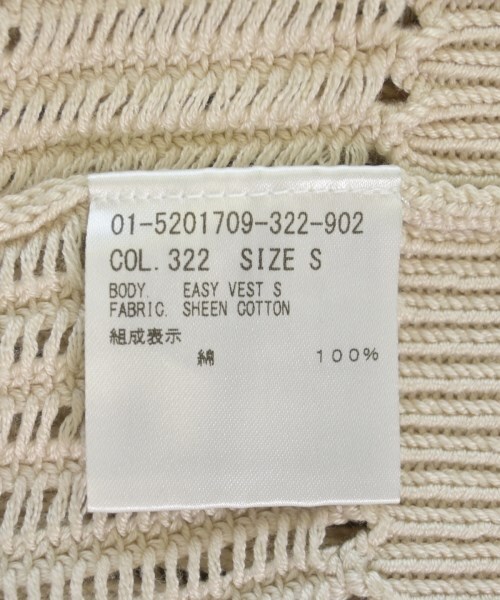 01-5201709-322-902
COL. 322 SIZE S
BODY. EASY VEST S
FABRIC. SHEEN COTTON
組成表示
綿 100%